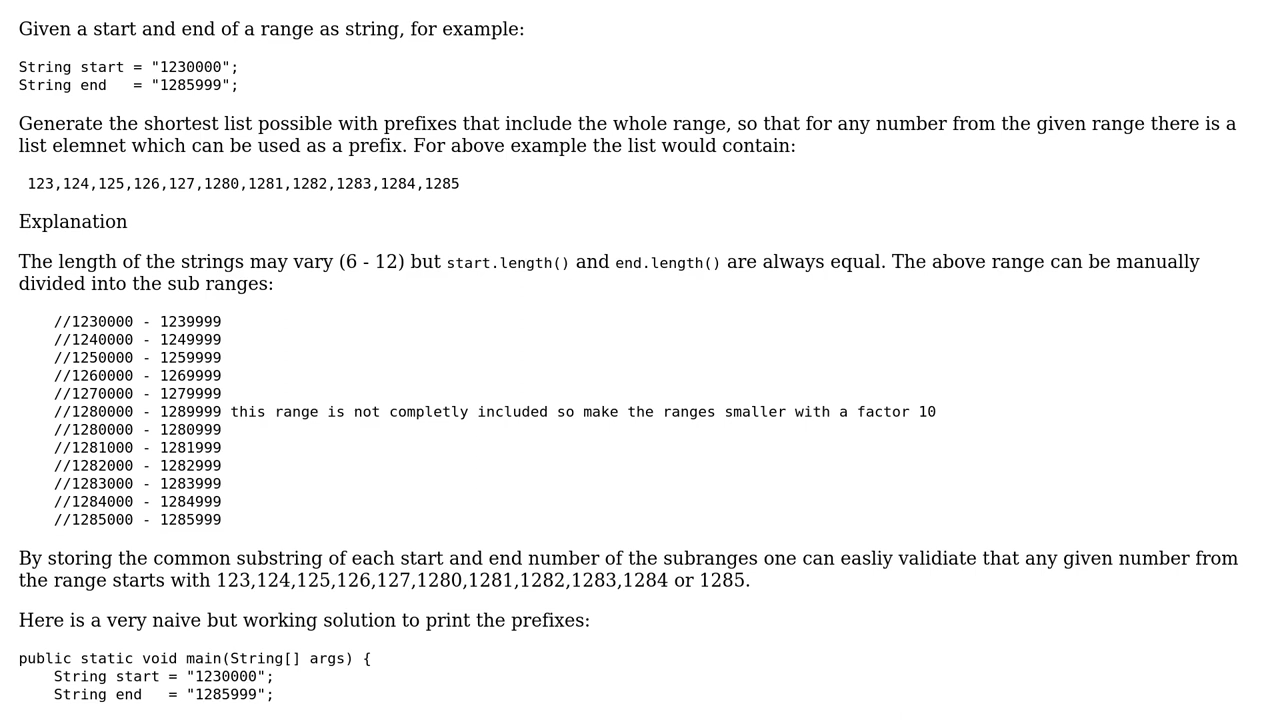 Given a start and end of a range as string, for example:
String start = "1230000";
String end   = "1285999";
Generate the shortest list possible with prefixes that include the whole range, so that for any number from the given range there is a
list elemnet which can be used as a prefix. For above example the list would contain:
123,124,125,126,127,1280,1281,1282,1283,1284,1285
Explanation
The length of the strings may vary (6 - 12) but start.length() and end.length() are always equal. The above range can be manually
divided into the sub ranges:
//1230000 - 1239999
//1240000 - 1249999
//1250000 - 1259999
//1260000 - 1269999
//1270000 - 1279999
//1280000 - 1289999 this range is not completly included so make the ranges smaller with a factor 10
//1280000 - 1280999
//1281000 - 1281999
//1282000 - 1282999
//1283000 - 1283999
//1284000 - 1284999
//1285000 - 1285999
By storing the common substring of each start and end number of the subranges one can easliy validiate that any given number from
the range starts with 123,124,125,126,127,1280,1281,1282,1283,1284 or 1285.
Here is a very naive but working solution to print the prefixes:
public static void main(String[] args) {
    String start = "1230000";
    String end   = "1285999";